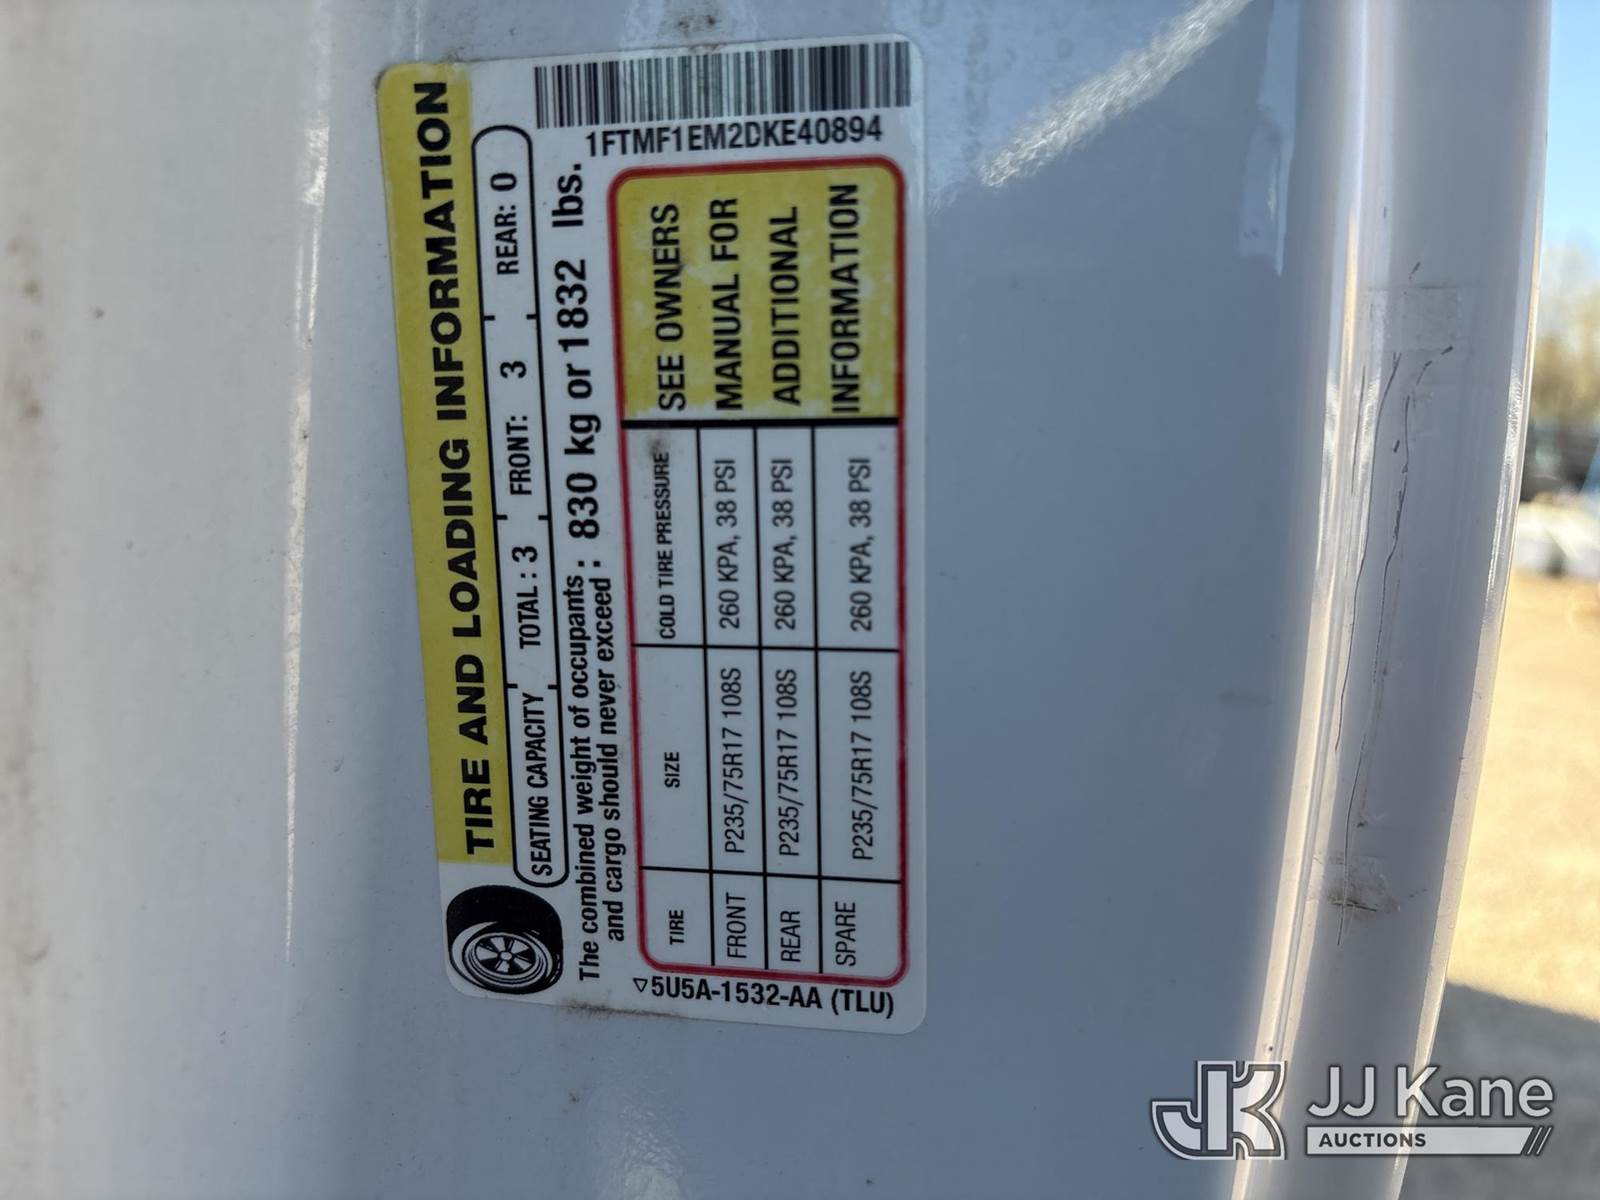 TIRE AND LOADING INFORMATION
SEATING CAPACITY TOTAL : 3 FRONT: 3 REAR: 0
The combined weight of occupants and cargo should never exceed : 830 kg or 1832 lbs.
TIRE SIZE COLD TIRE PRESSURE
FRONT P235/75R17 108S 260 KPA, 38 PSI
REAR P235/75R17 108S 260 KPA, 38 PSI
SPARE P235/75R17 108S 260 KPA, 38 PSI
SEE OWNERS
MANUAL FOR
ADDITIONAL
INFORMATION
5U5A-1532-AA (TLU)
1FTMF1EM2DKE40894
JK JJ Kane
AUCTIONS